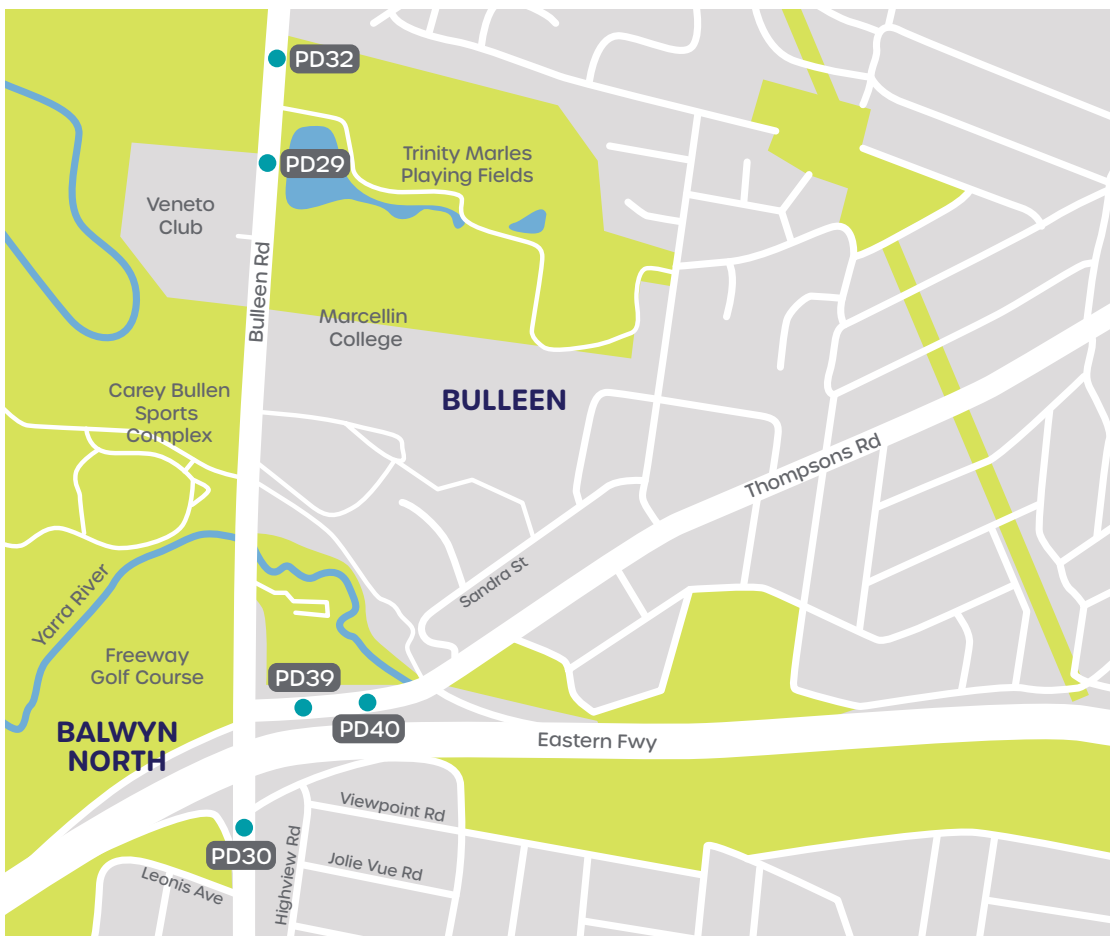 PD32
PD29
Trinity Marles
Playing Fields
Veneto
Club
Bulleen Rd
Marcellin
College
Carey Bullen
Sports
Complex
BULLEEN
Thompsons Rd
Sandra St
Yarra River
Freeway
Golf Course
PD39
PD40
BALWYN
NORTH
Eastern Fwy
Viewpoint Rd
PD30
Highview Rd
Jolie Vue Rd
Leonis Ave